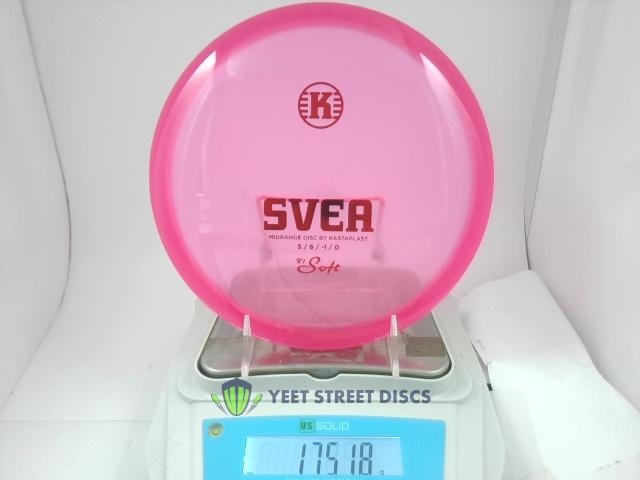 K
SVEA
MIDRANGE DISC BY KASTAPLAST
5 / 6 / -1 / 0
K1 Soft
YEET STREET DISCS
US SOLID
175.18 g